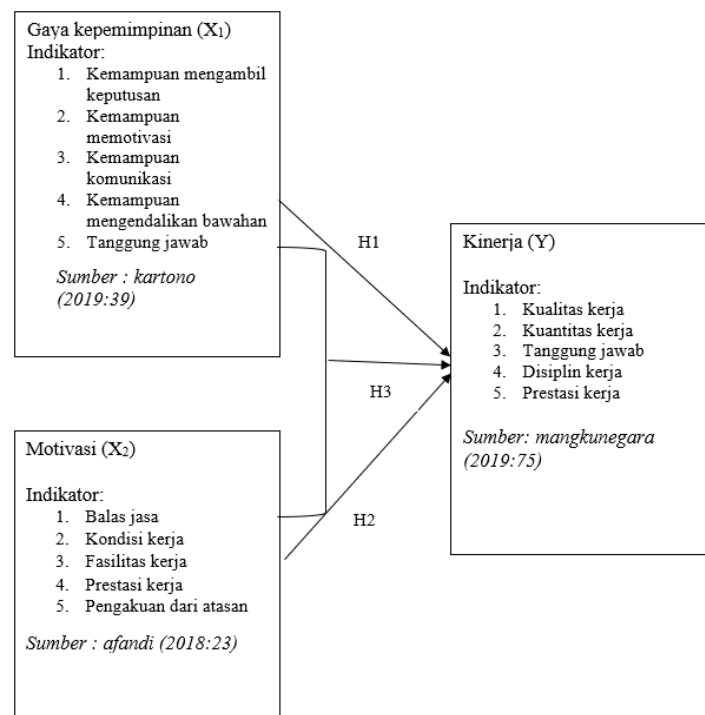 Gaya kepemimpinan (X₁)
Indikator:
1. Kemampuan mengambil
keputusan
2. Kemampuan
memotivasi
3. Kemampuan
komunikasi
4. Kemampuan
mengendalikan bawahan
5. Tanggung jawab
Sumber : kartono
(2019:39)
Motivasi (X₂)
Indikator:
1. Balas jasa
2. Kondisi kerja
3. Fasilitas kerja
4. Prestasi kerja
5. Pengakuan dari atasan
Sumber : afandi (2018:23)
H1
H3
H2
Kinerja (Y)
Indikator:
1. Kualitas kerja
2. Kuantitas kerja
3. Tanggung jawab
4. Disiplin kerja
5. Prestasi kerja
Sumber: mangkunegara
(2019:75)